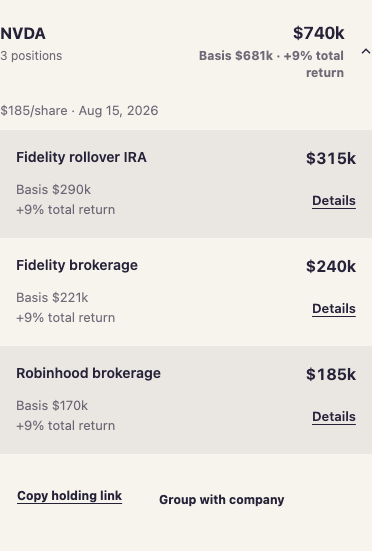 NVDA
$740k
3 positions
Basis $681k · +9% total
return
$185/share · Aug 15, 2026
Fidelity rollover IRA
$315k
Basis $290k
+9% total return
Details
Fidelity brokerage
$240k
Basis $221k
+9% total return
Details
Robinhood brokerage
$185k
Basis $170k
+9% total return
Details
Copy holding link
Group with company